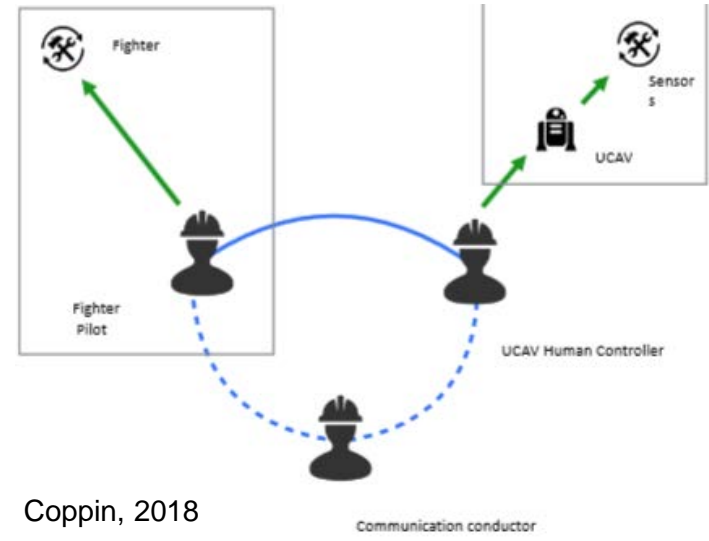 Fighter
Sensor
s
UCAV
Fighter
Pilot
UCAV Human Controller
Coppin, 2018
Communication conductor